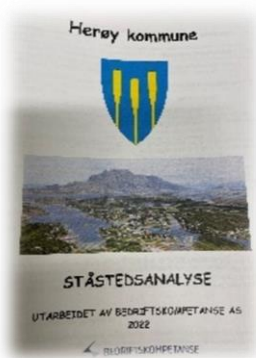 Herøy kommune
STÅSTEDSANALYSE
UTARBEIDET AV BEDRIFTSKOMPETANSE AS
2022
BEDRIFTSKOMPETANSE